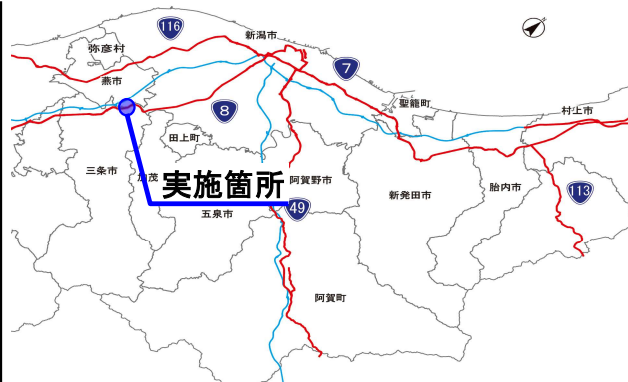 116
新潟市
弥彦村
7
燕市
8
聖籠町
村上市
田上町
三条市
加茂
実施箇所
阿賀野市
新発田市
胎内市
113
49
五泉市
阿賀町